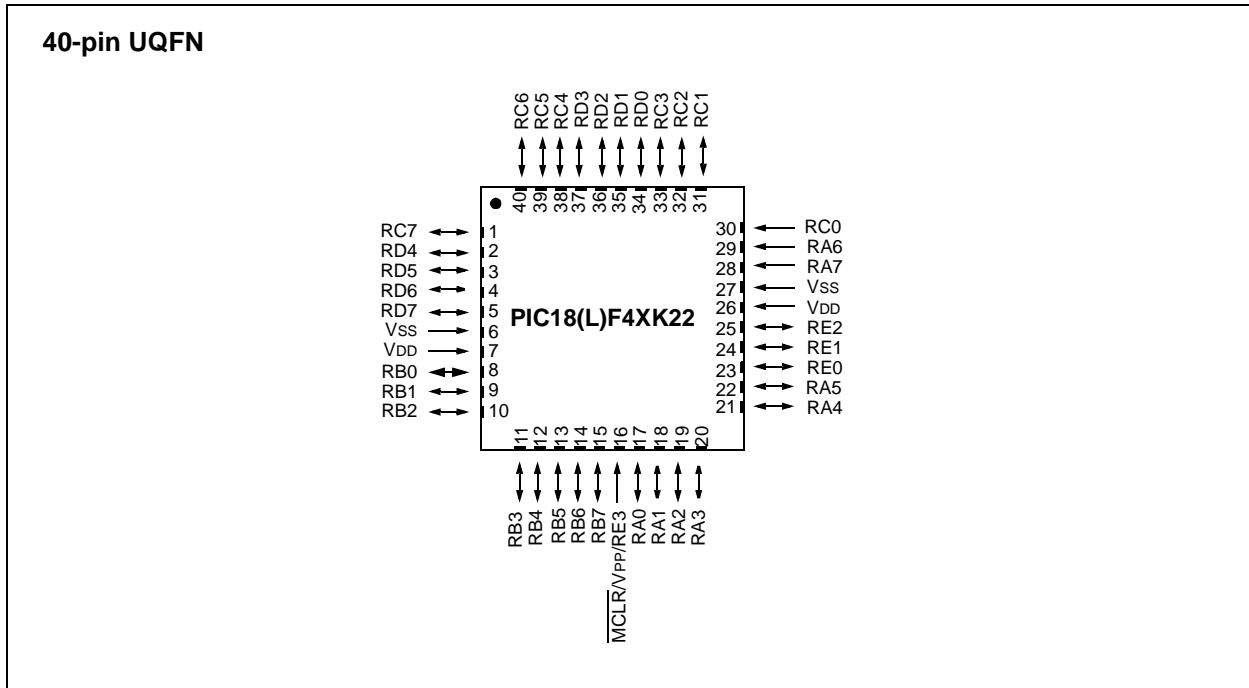 40-pin UQFN
RC6
RC5
RC4
RD3
RD2
RD1
RD0
RC3
RC2
RC1
40
39
38
37
36
35
34
33
32
31
RC7 1
RD4 2
RD5 3
RD6 4
RD7 5
VSS 6
VDD 7
RB0 8
RB1 9
RB2 10
PIC18(L)F4XK22
30 RC0
29 RA6
28 RA7
27 VSS
26 VDD
25 RE2
24 RE1
23 RE0
22 RA5
21 RA4
11
12
13
14
15
16
17
18
19
20
RB3
RB4
RB5
RB6
RB7
MCLR/VPP/RE3
RA0
RA1
RA2
RA3